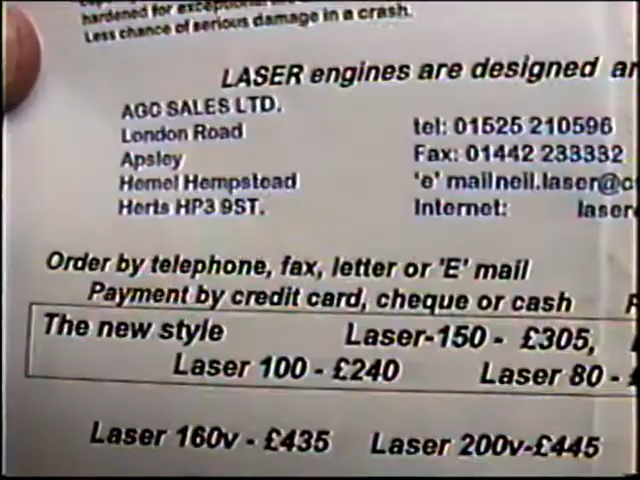 hardened for
Less chance of serious damage in a crash.
LASER engines are designed
AGC SALES LTD.
London Road
Apsley
Hemel Hempstead
Herts HP3 9ST.
tel: 01525 210596
Fax: 01442 233332
'e' mail neil.laser@
Internet: laser
Order by telephone, fax, letter or 'E' mail
Payment by credit card, cheque or cash
The new style Laser-150 - £305,
Laser 100 - £240 Laser 80 -
Laser 160v - £435 Laser 200v-£445